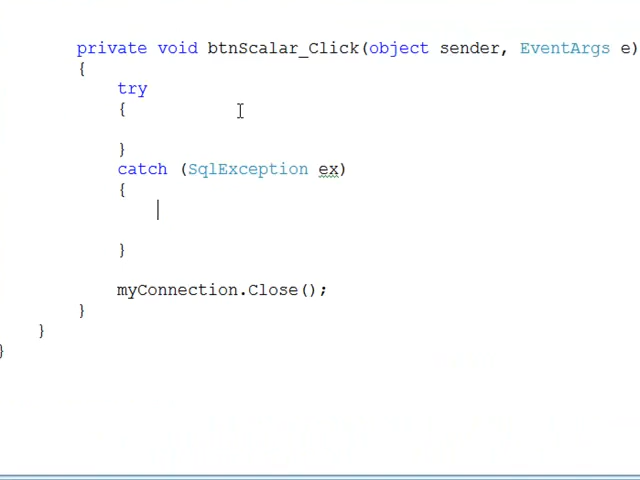 private void btnScalar_Click(object sender, EventArgs e)
{
try
{
}
catch (SqlException ex)
{
}
myConnection.Close();
}
}
}